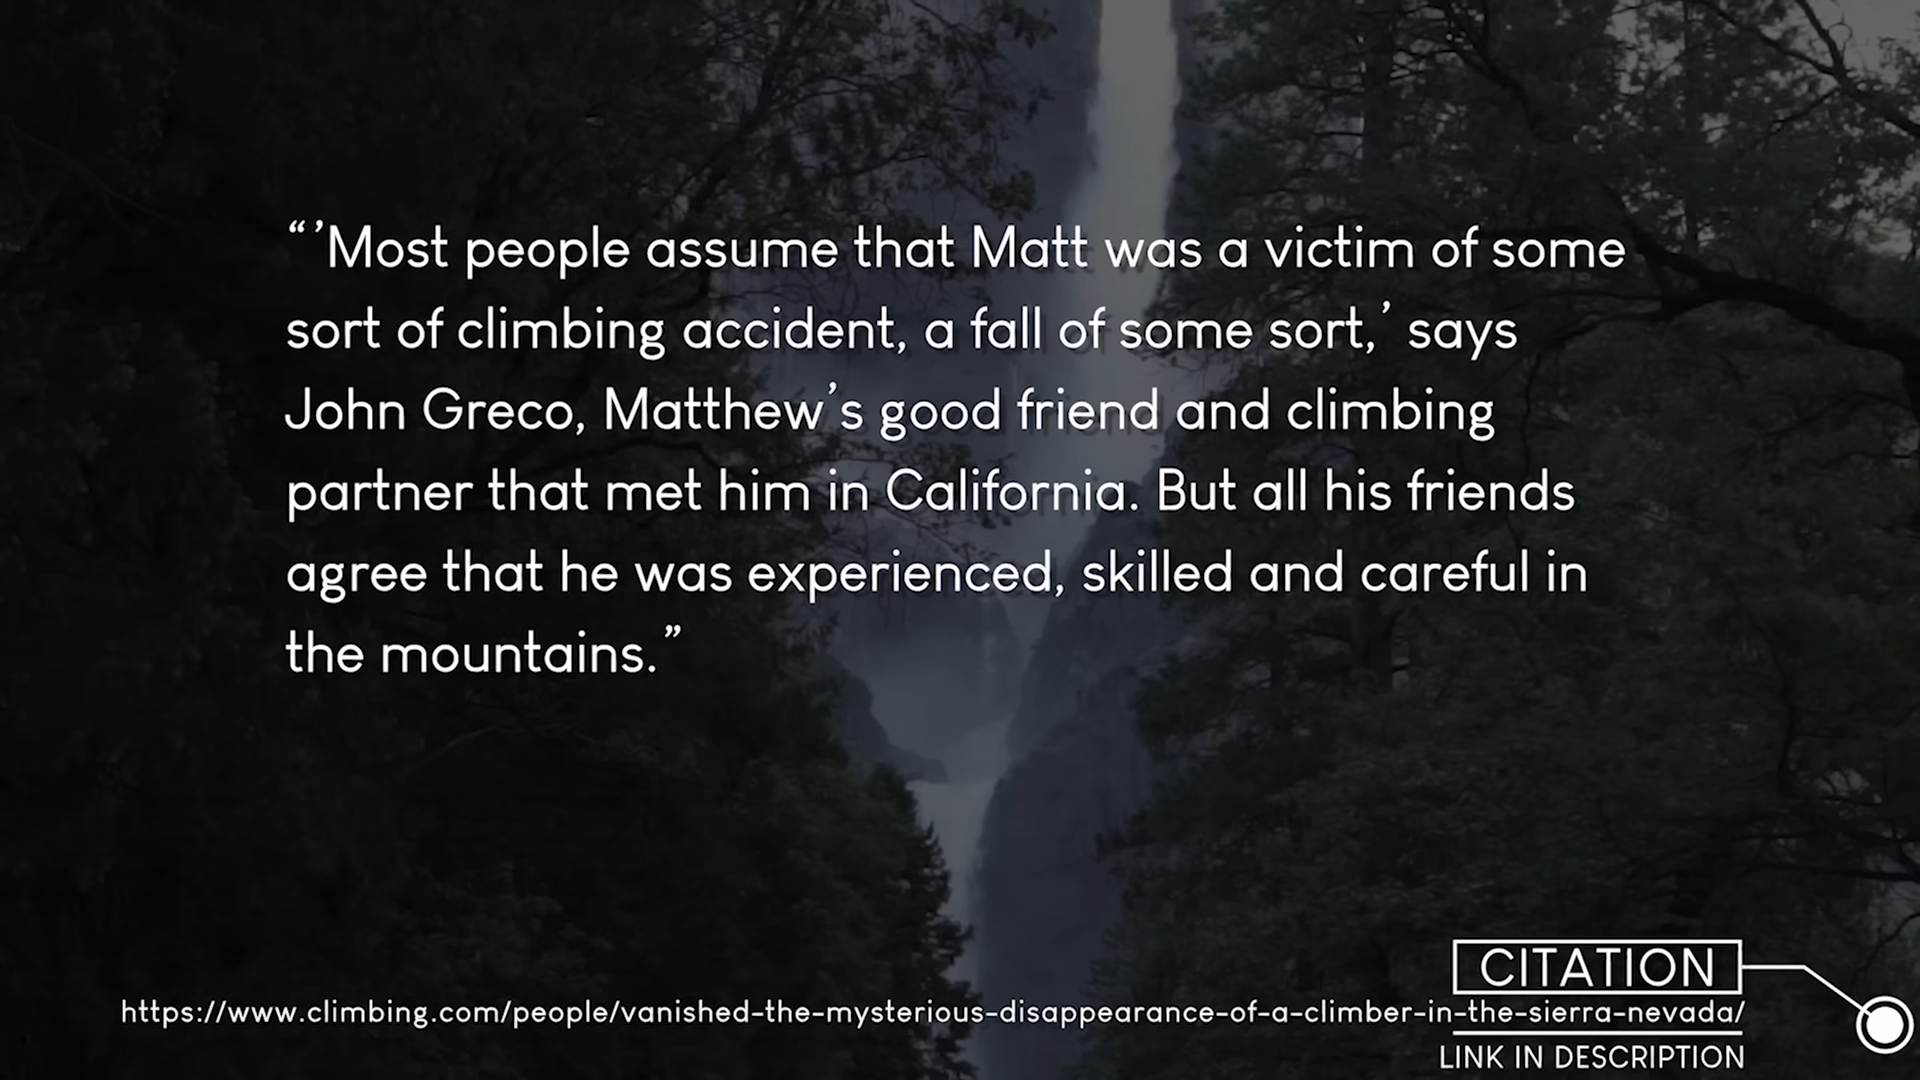 “ ’Most people assume that Matt was a victim of some
sort of climbing accident, a fall of some sort,’ says
John Greco, Matthew’s good friend and climbing
partner that met him in California. But all his friends
agree that he was experienced, skilled and careful in
the mountains.”
CITATION
https://www.climbing.com/people/vanished-the-mysterious-disappearance-of-a-climber-in-the-sierra-nevada/
LINK IN DESCRIPTION